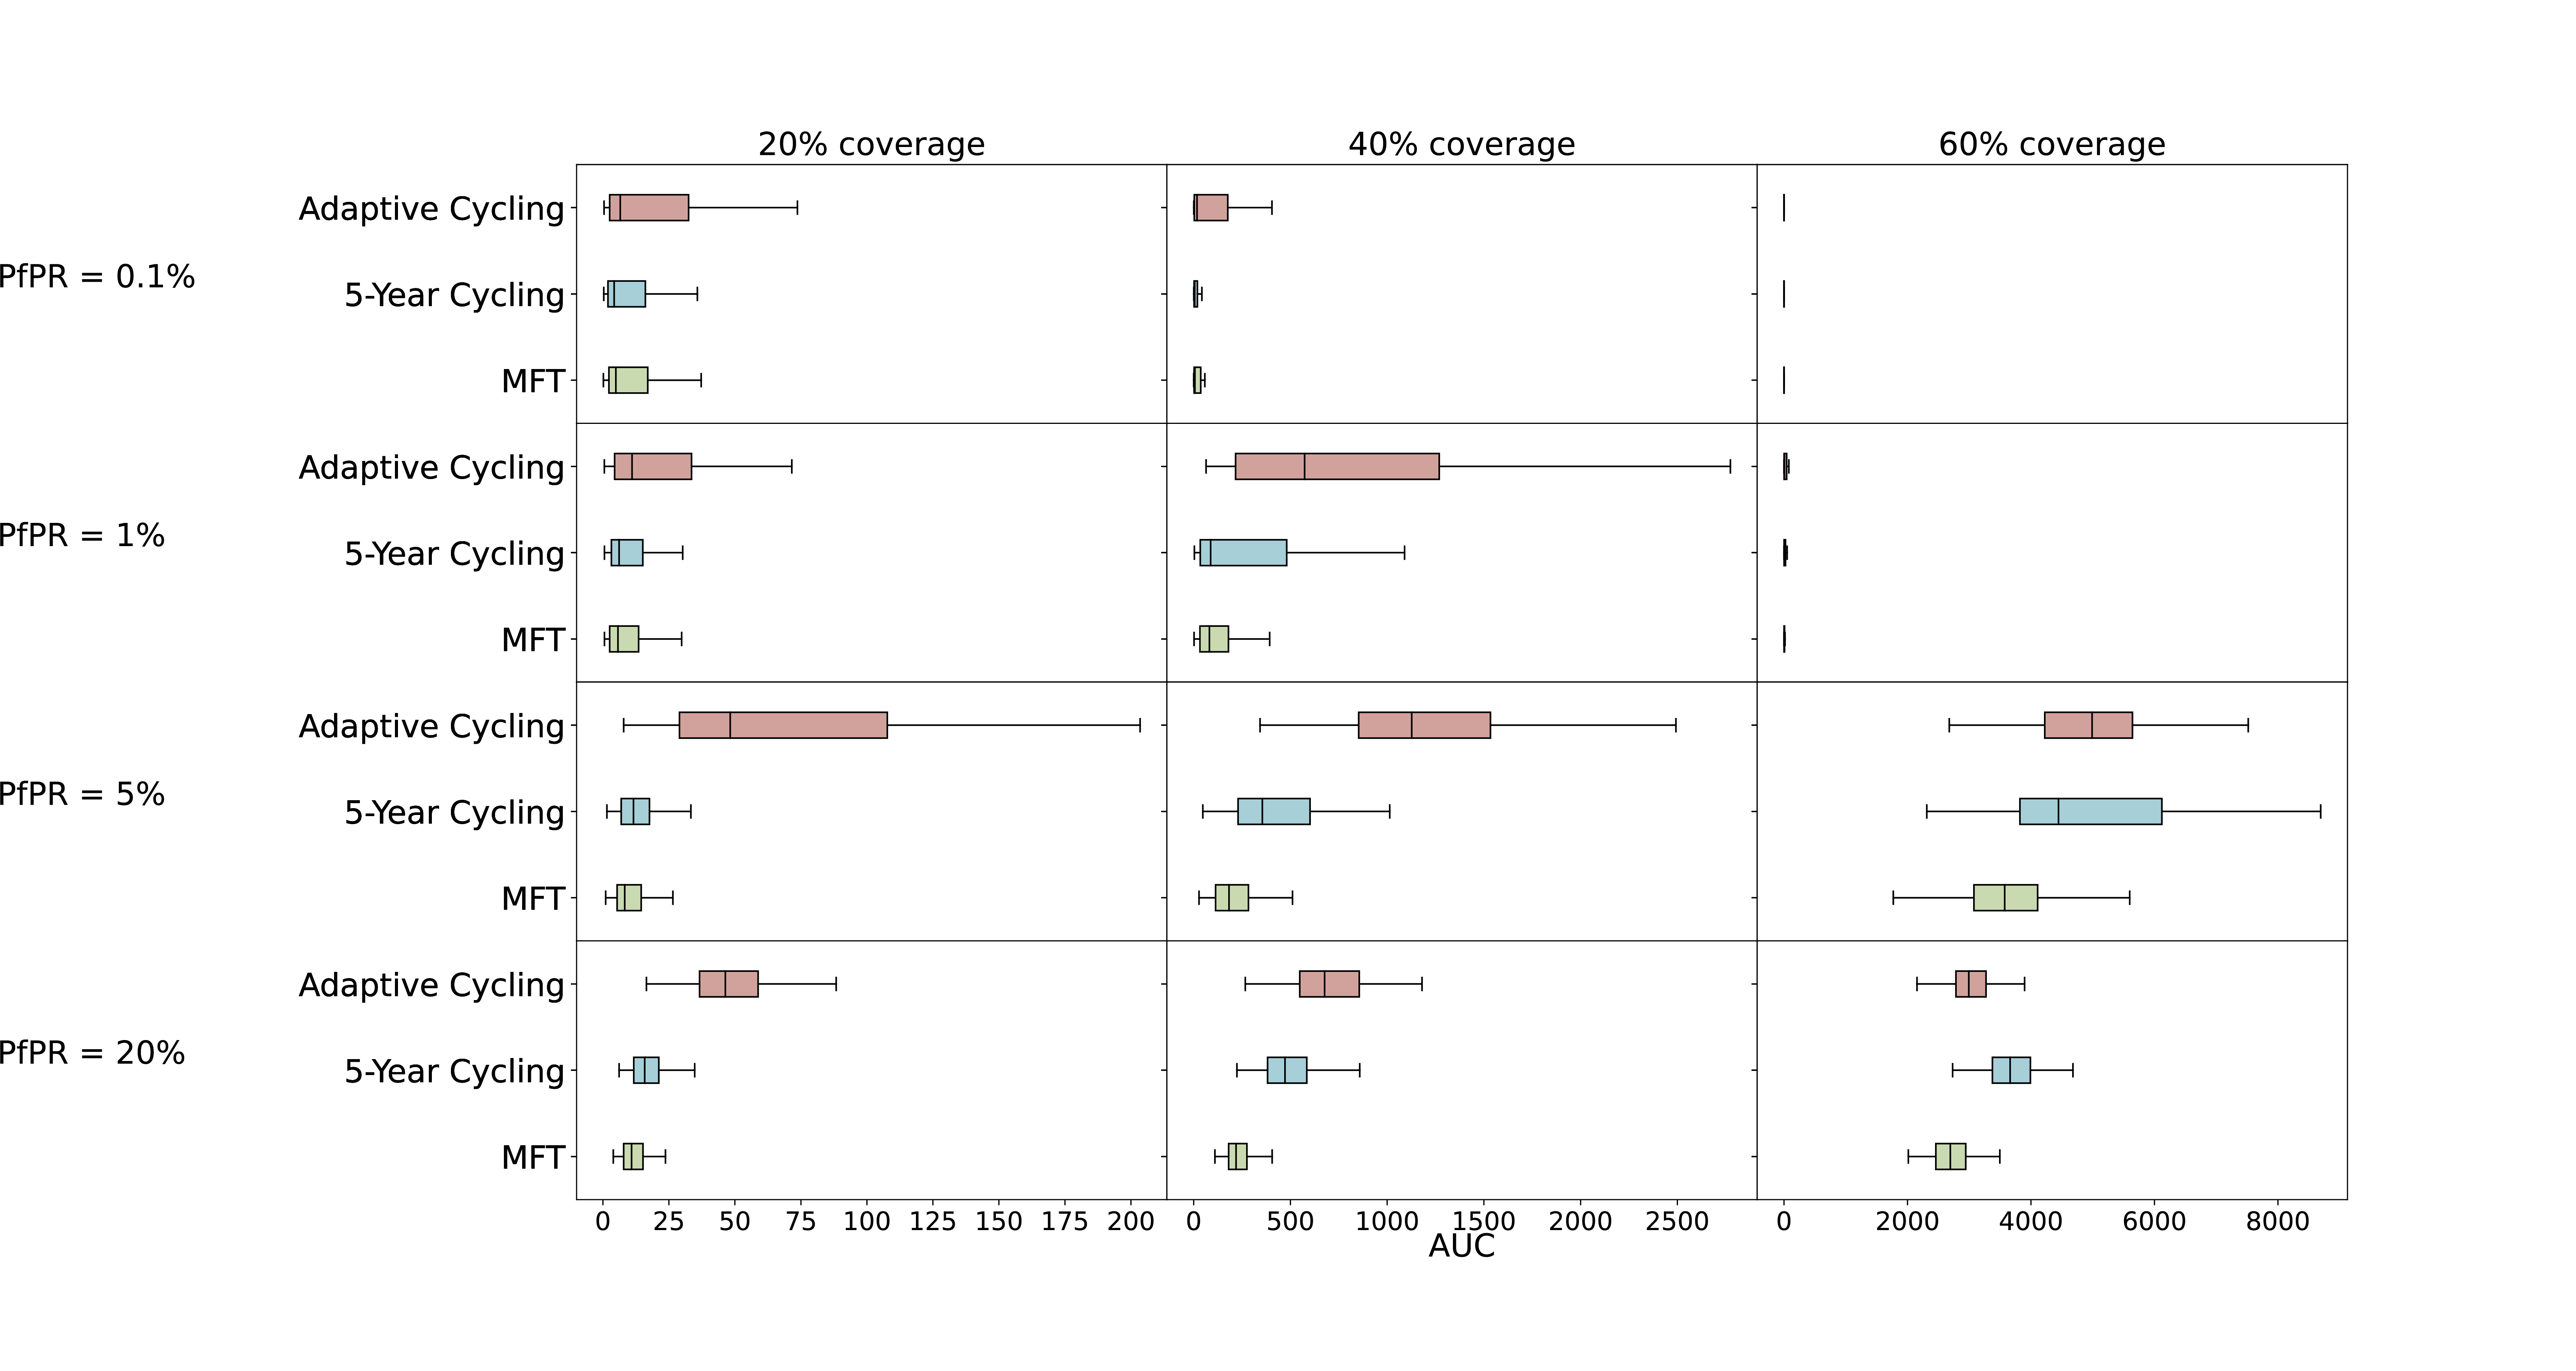 20% coverage 40% coverage 60% coverage
PfPR = 0.1%
Adaptive Cycling
5-Year Cycling
MFT
PfPR = 1%
Adaptive Cycling
5-Year Cycling
MFT
PfPR = 5%
Adaptive Cycling
5-Year Cycling
MFT
PfPR = 20%
Adaptive Cycling
5-Year Cycling
MFT
0 25 50 75 100 125 150 175 200 0 500 1000 1500 2000 2500 0 2000 4000 6000 8000
AUC